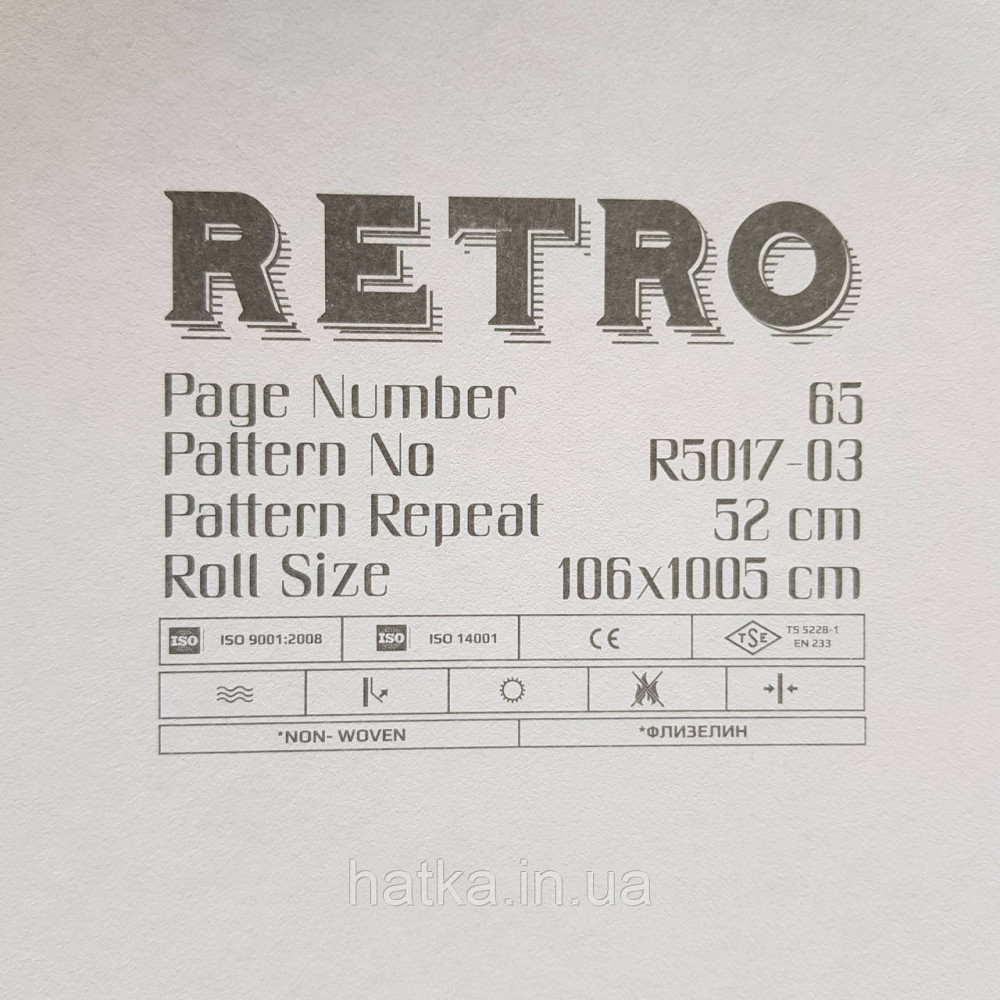 RETRO
Page Number 65
Pattern No R5017-03
Pattern Repeat 52 cm
Roll Size 106x1005 cm
ISO ISO 9001:2008 ISO ISO 14001 CE TSE TS 5228-1
EN 233
*NON- WOVEN *ФЛИЗЕЛИН
hatka.in.ua